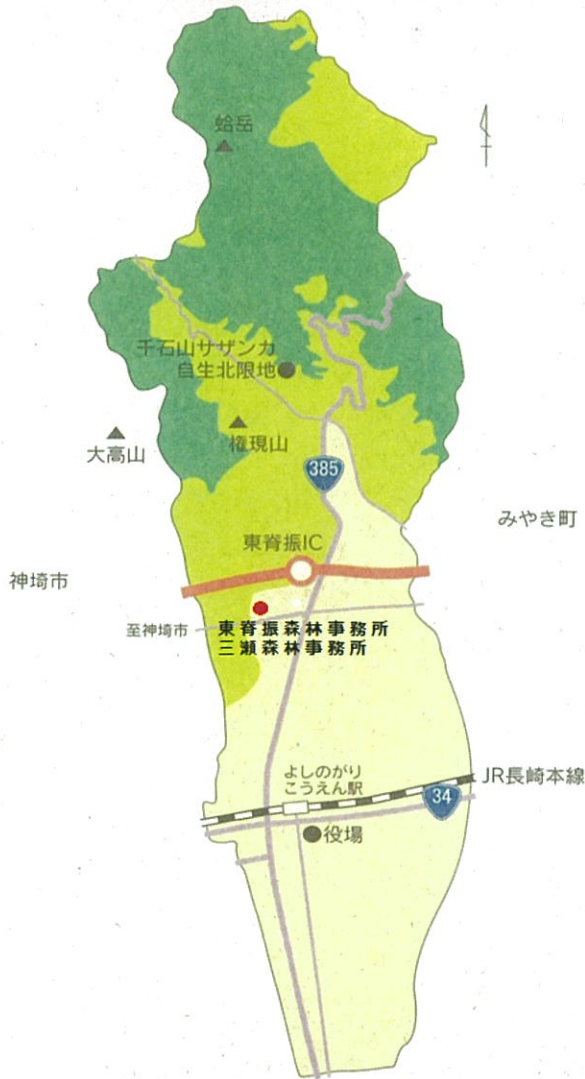 蛤岳
千石山サザンカ
自生北限地
大高山
権現山
385
みやき町
東脊振IC
神埼市
至神埼市
東脊振森林事務所
三瀬森林事務所
よしのがり
こうえん駅
JR長崎本線
34
役場